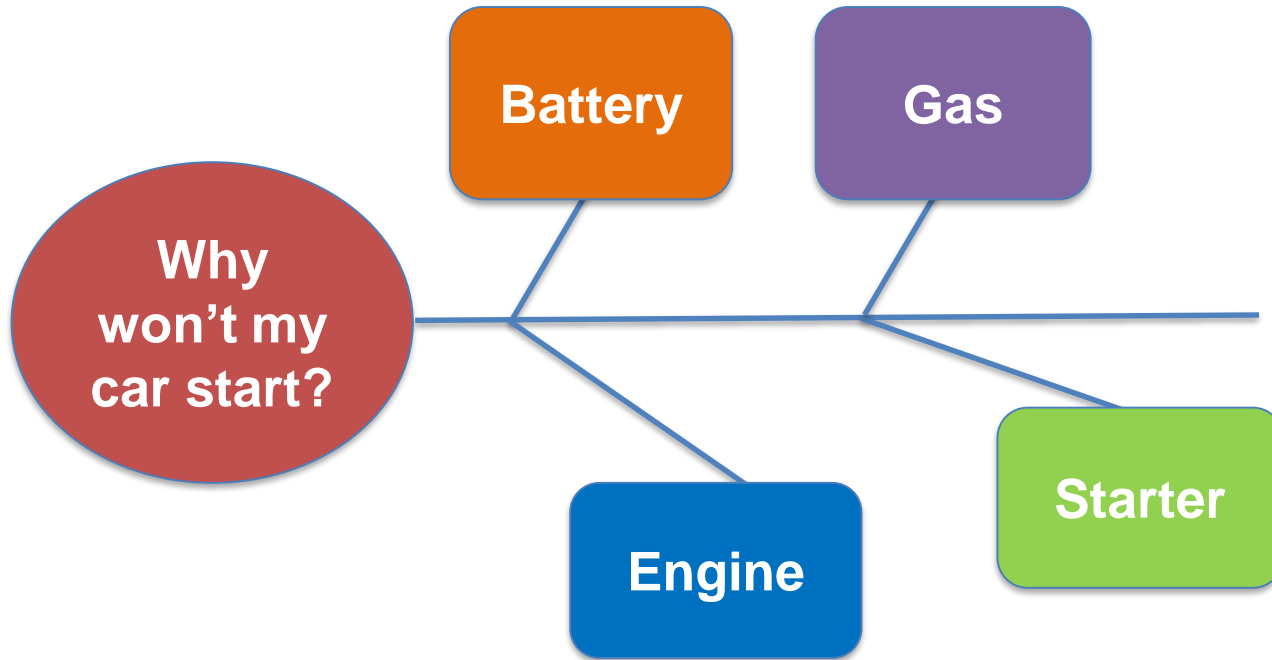 Battery
Gas
Why
won’t my
car start?
Starter
Engine